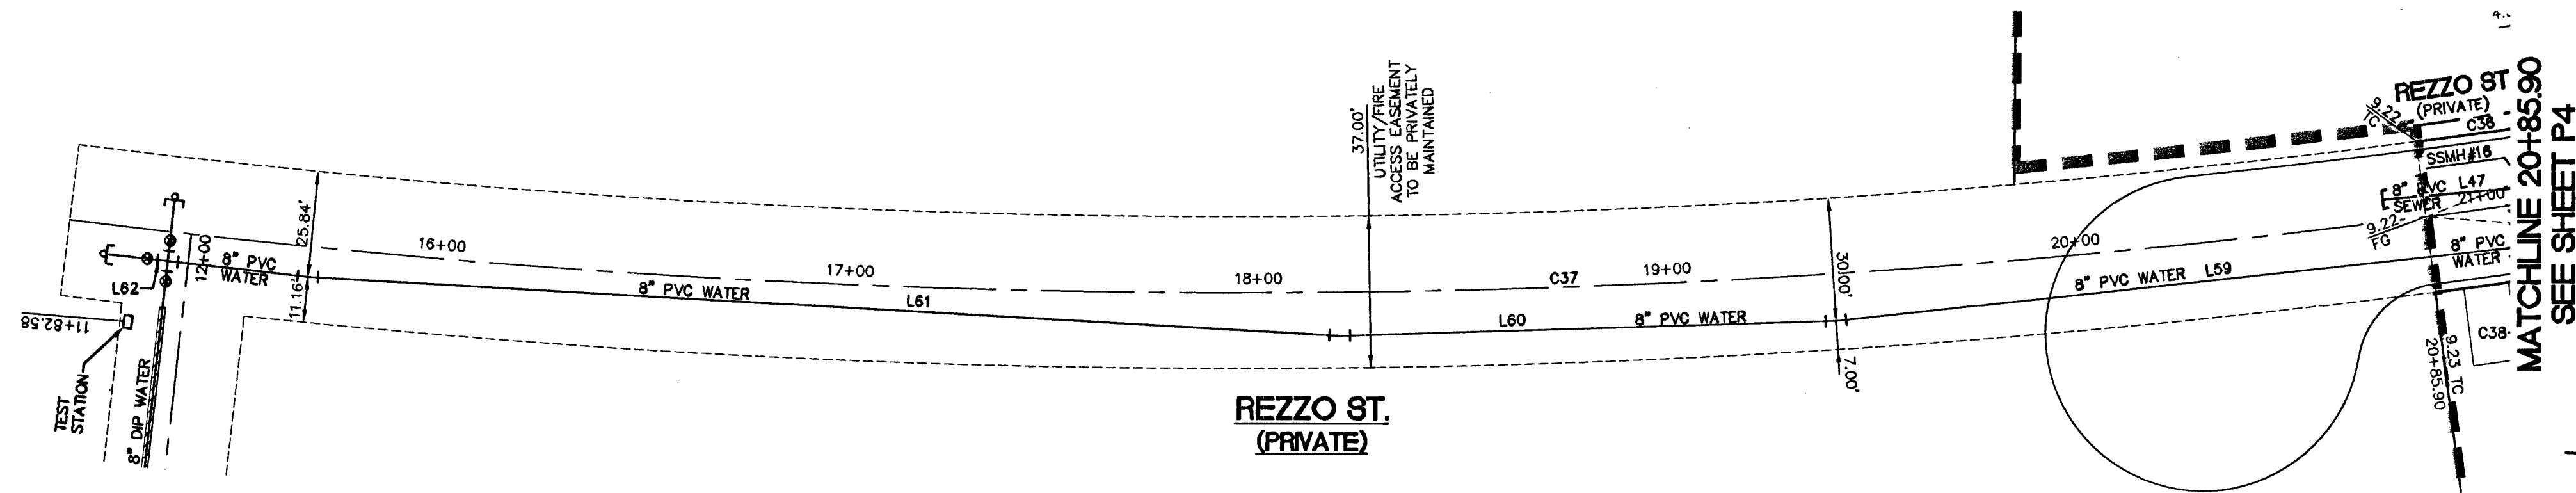 16+00
17+00
18+00
C37
19+00
20+00
21+00
12+00
25.84'
11.16'
8" PVC
WATER
L62
11+82.58
TEST
STATION
8" DIP WATER
8" PVC WATER
L61
37.00'
UTILITY/FIRE
ACCESS EASEMENT
TO BE PRIVATELY
MAINTAINED
L60
8" PVC WATER
30.00'
7.00'
8" PVC WATER L59
REZZO ST.
(PRIVATE)
REZZO ST
(PRIVATE)
9.22
TC
C36
SSMH#16
8" PVC L47
SEWER
9.22
FG
8" PVC
WATER
C38
9.23 TC
20+85.90
MATCHLINE 20+85.90
SEE SHEET P4